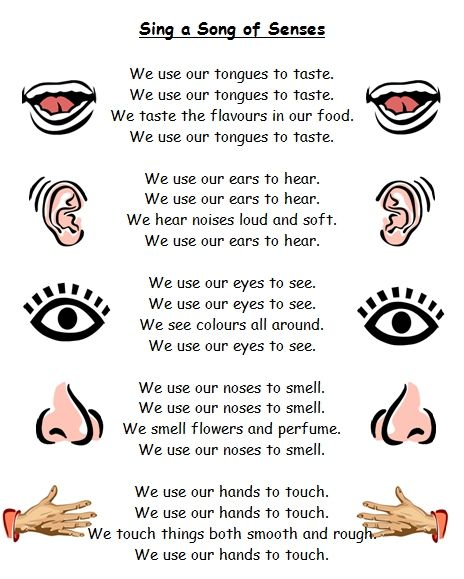 Sing a Song of Senses
We use our tongues to taste.
We use our tongues to taste.
We taste the flavours in our food.
We use our tongues to taste.
We use our ears to hear.
We use our ears to hear.
We hear noises loud and soft.
We use our ears to hear.
We use our eyes to see.
We use our eyes to see.
We see colours all around.
We use our eyes to see.
We use our noses to smell.
We use our noses to smell.
We smell flowers and perfume.
We use our noses to smell.
We use our hands to touch.
We use our hands to touch.
We touch things both smooth and rough.
We use our hands to touch.